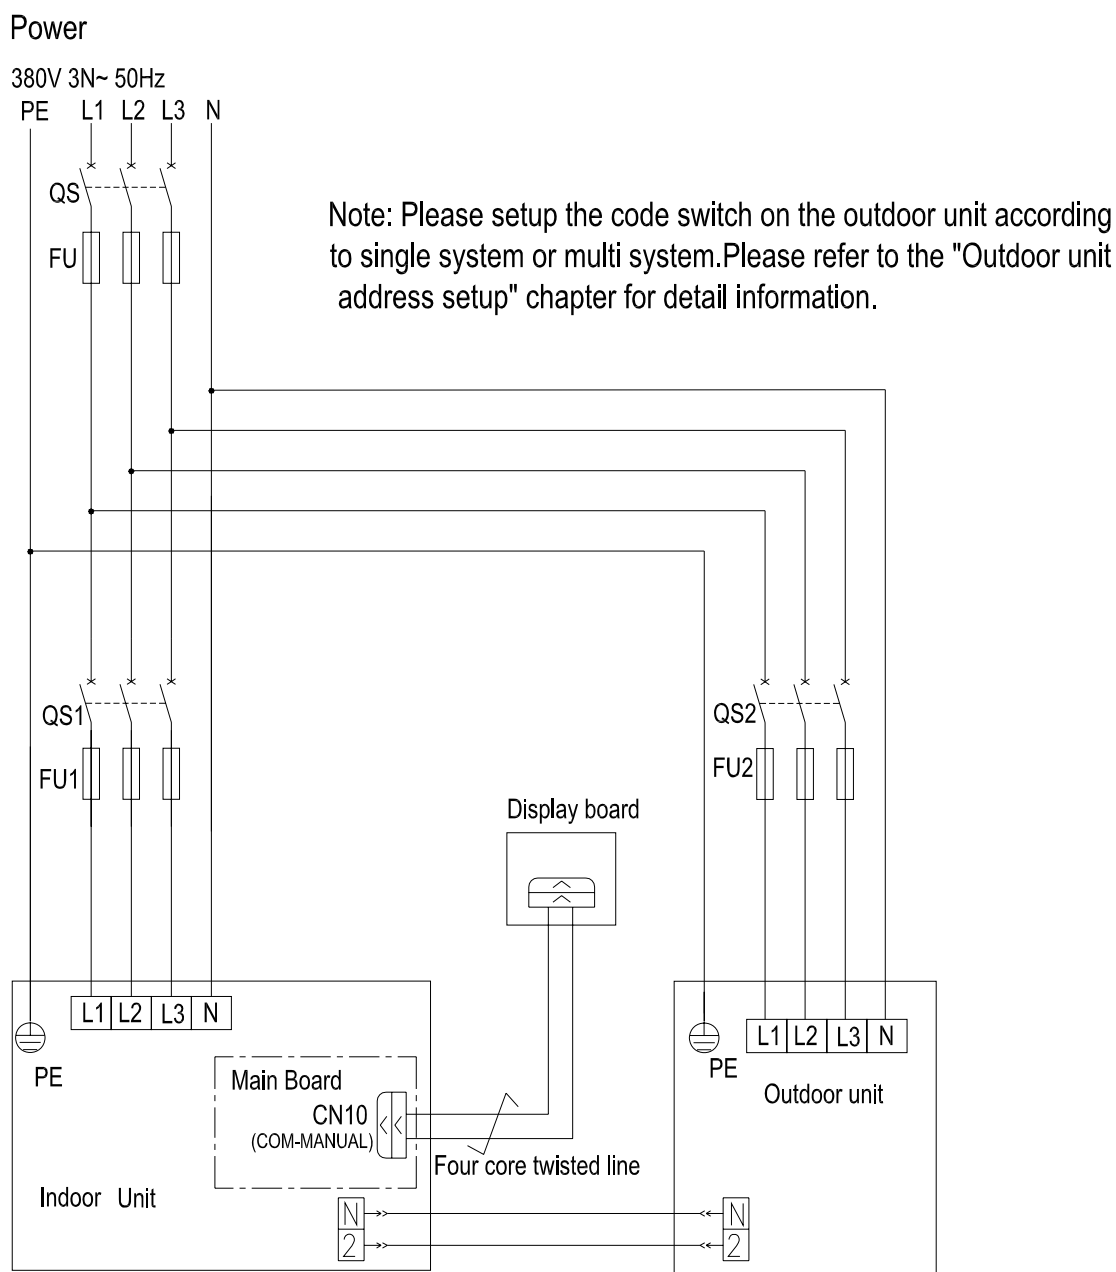 Power
380V 3N~ 50Hz
PE L1 L2 L3 N
QS
FU
Note: Please setup the code switch on the outdoor unit according
to single system or multi system.Please refer to the "Outdoor unit
address setup" chapter for detail information.
QS1
FU1
QS2
FU2
Display board
L1 L2 L3 N
PE
L1 L2 L3 N
PE
Outdoor unit
Main Board
CN10
(COM-MANUAL)
Four core twisted line
Indoor Unit
N
2
N
2